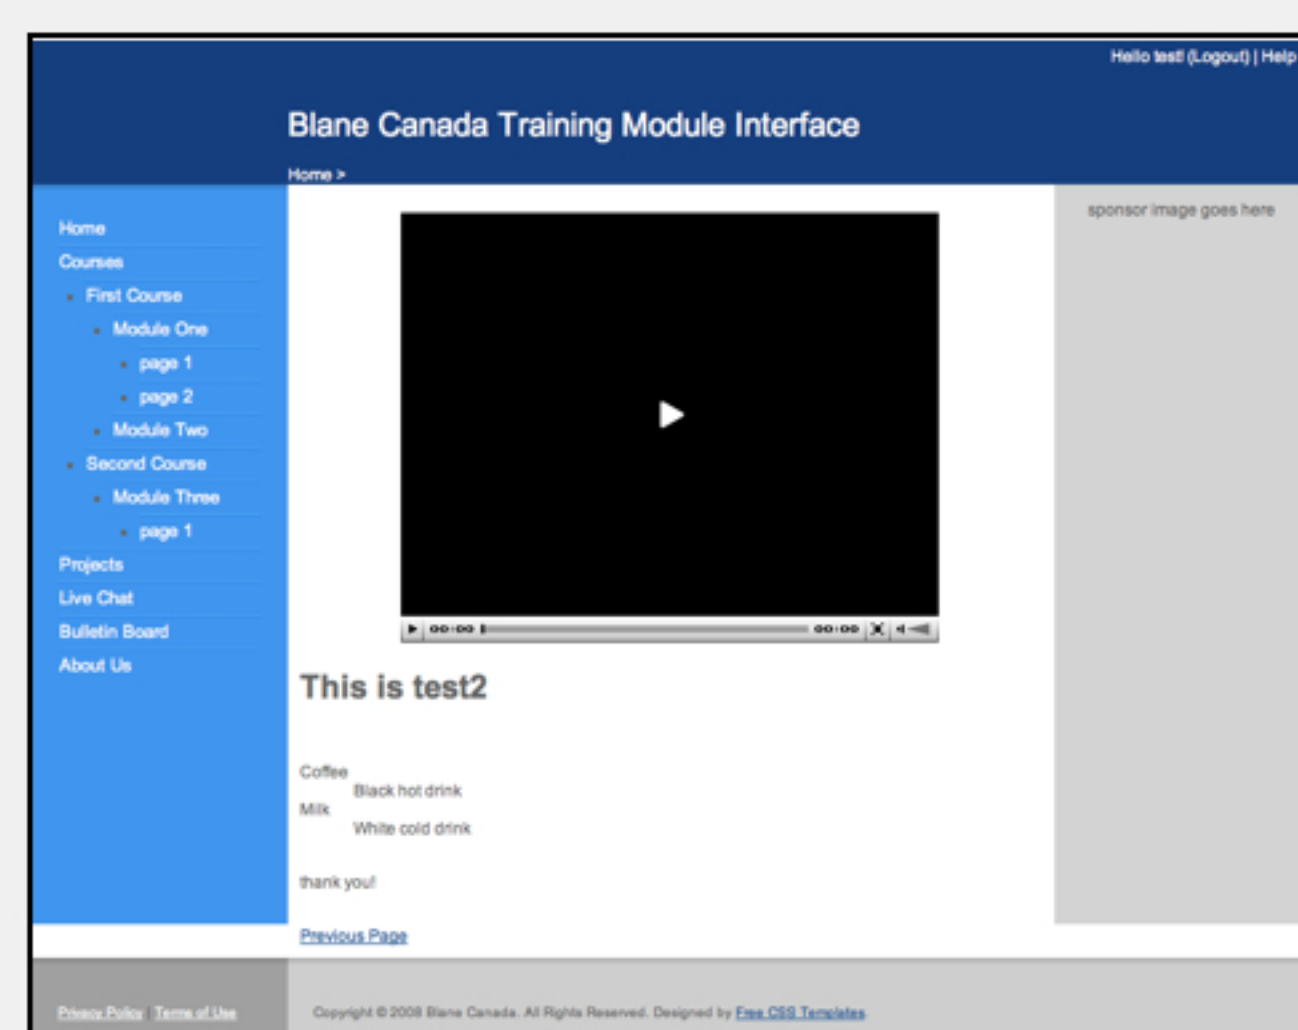 Hello test! (Logout) | Help
Blane Canada Training Module Interface
Home >
Home
Courses
First Course
Module One
page 1
page 2
Module Two
Second Course
Module Three
page 1
Projects
Live Chat
Bulletin Board
About Us
sponsor image goes here
00:00
00:00
This is test2
Coffee
Black hot drink
Milk
White cold drink
thank you!
Previous Page
Privacy Policy | Terms of Use
Copyright © 2008 Blane Canada. All Rights Reserved. Designed by Free CSS Templates.